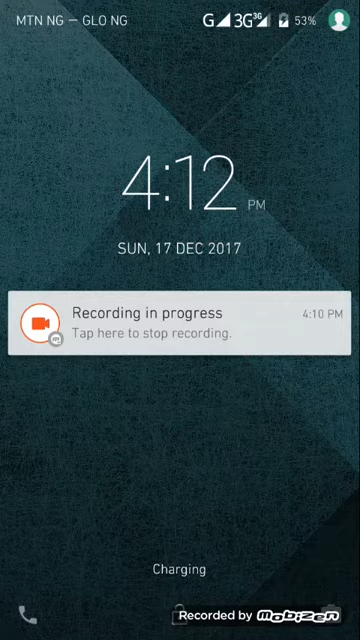 MTN NG — GLO NG
G 3G 3G 53%
4:12 PM
SUN, 17 DEC 2017
Recording in progress 4:10 PM
Tap here to stop recording.
Charging
Recorded by mobizen